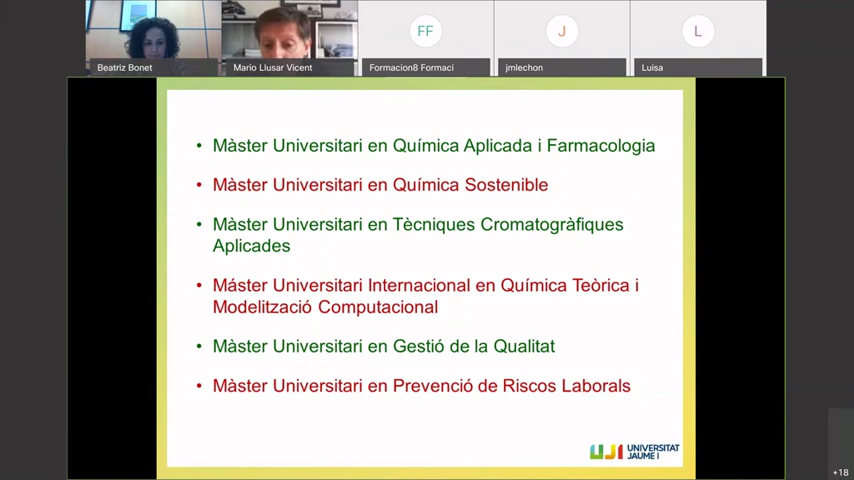 FF
J
L
Beatriz Bonet
Mario Llusar Vicent
Formacion8 Formaci
jmlechon
Luisa
• Màster Universitari en Química Aplicada i Farmacologia
• Màster Universitari en Química Sostenible
• Màster Universitari en Tècniques Cromatogràfiques
Aplicades
• Máster Universitari Internacional en Química Teòrica i
Modelització Computacional
• Màster Universitari en Gestió de la Qualitat
• Màster Universitari en Prevenció de Riscos Laborals
UJI UNIVERSITAT
JAUME I
+18